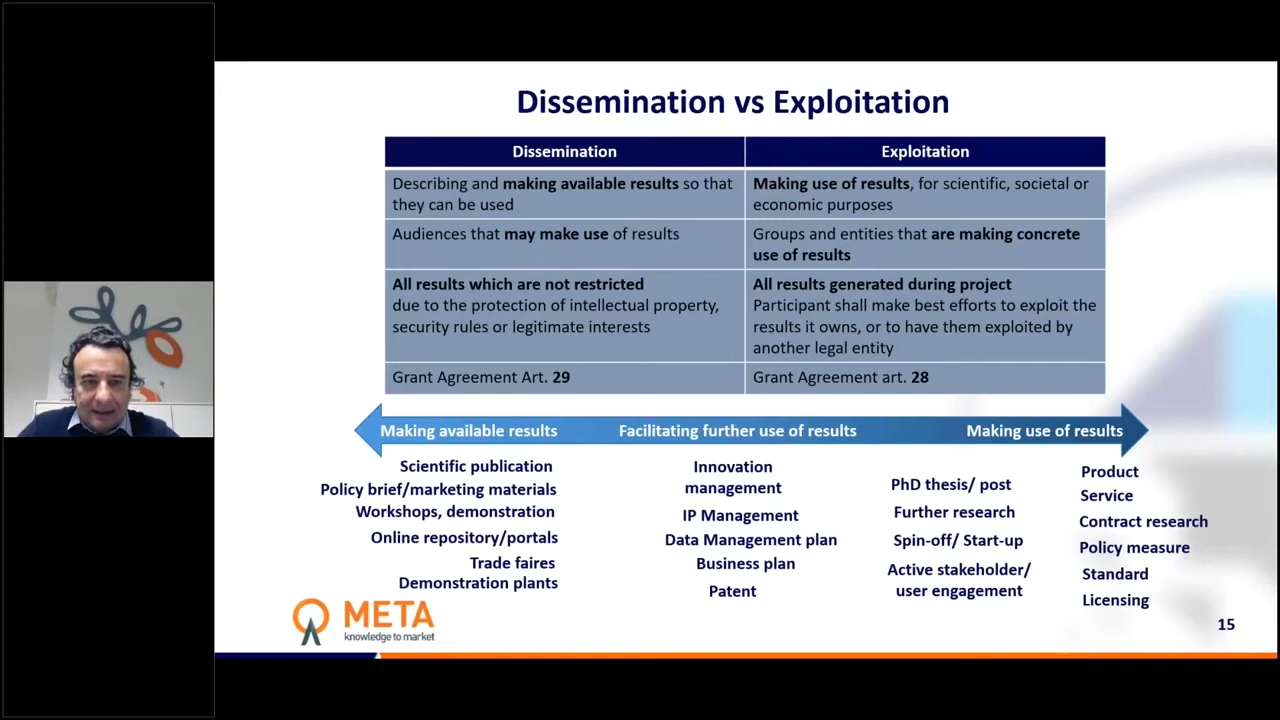 Dissemination vs Exploitation
Dissemination
Exploitation
Describing and making available results so that
they can be used
Making use of results, for scientific, societal or
economic purposes
Audiences that may make use of results
Groups and entities that are making concrete
use of results
All results which are not restricted
due to the protection of intellectual property,
security rules or legitimate interests
All results generated during project
Participant shall make best efforts to exploit the
results it owns, or to have them exploited by
another legal entity
Grant Agreement Art. 29
Grant Agreement art. 28
Making available results
Facilitating further use of results
Making use of results
Scientific publication
Policy brief/marketing materials
Workshops, demonstration
Online repository/portals
Trade faires
Demonstration plants
Innovation
management
IP Management
Data Management plan
Business plan
Patent
PhD thesis/ post
Further research
Spin-off/ Start-up
Active stakeholder/
user engagement
Product
Service
Contract research
Policy measure
Standard
Licensing
META
knowledge to market
15